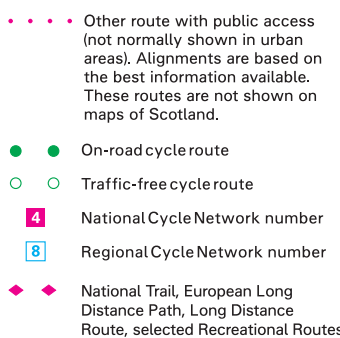 Other route with public access
(not normally shown in urban
areas). Alignments are based on
the best information available.
These routes are not shown on
maps of Scotland.
On-road cycle route
Traffic-free cycle route
4 National Cycle Network number
8 Regional Cycle Network number
National Trail, European Long
Distance Path, Long Distance
Route, selected Recreational Routes